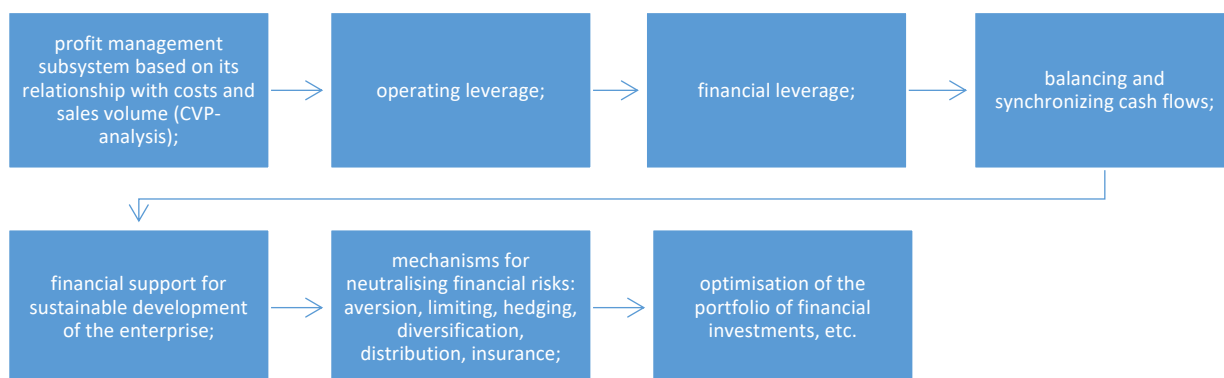 profit management
subsystem based on its
relationship with costs and
sales volume (CVP-
analysis);
operating leverage;
financial leverage;
balancing and
synchronizing cash flows;
financial support for
sustainable development
of the enterprise;
mechanisms for
neutralising financial risks:
aversion, limiting, hedging,
diversification,
distribution, insurance;
optimisation of the
portfolio of financial
investments, etc.